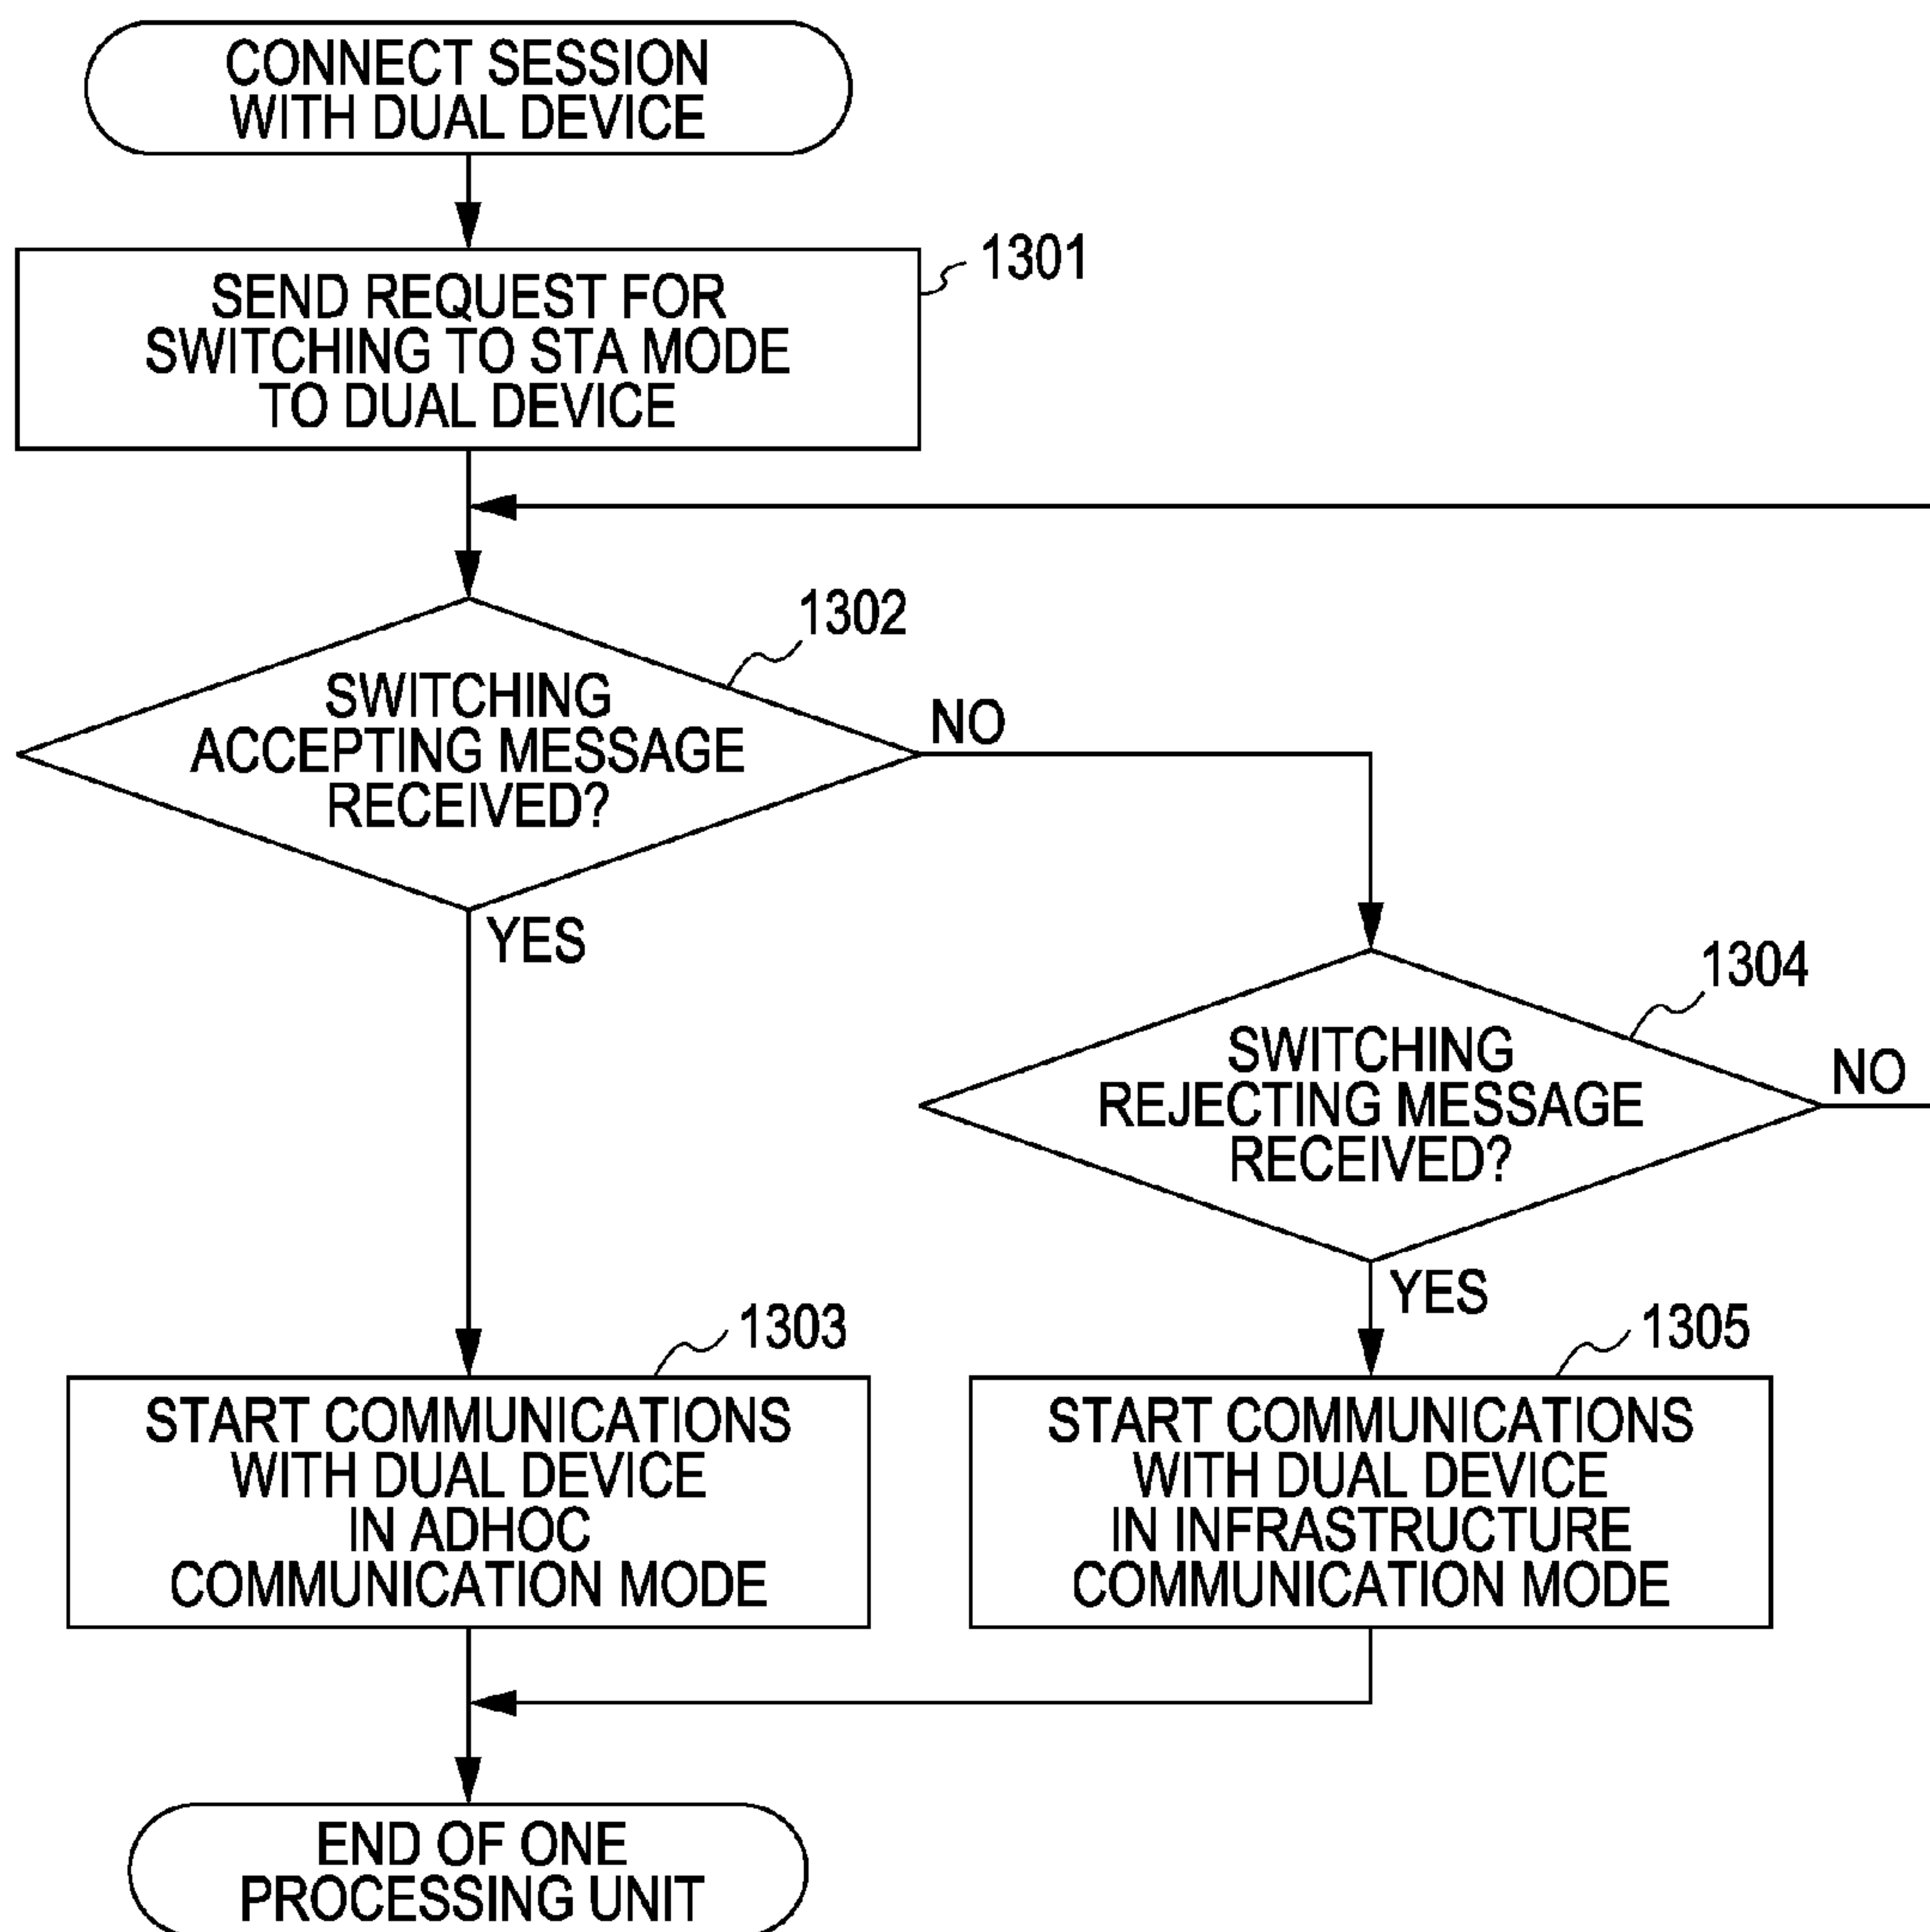 CONNECT SESSION
WITH DUAL DEVICE
1301
SEND REQUEST FOR
SWITCHING TO STA MODE
TO DUAL DEVICE
1302
SWITCHING
ACCEPTING MESSAGE
RECEIVED?
NO
YES
1304
SWITCHING
REJECTING MESSAGE
RECEIVED?
NO
YES
1303
START COMMUNICATIONS
WITH DUAL DEVICE
IN ADHOC
COMMUNICATION MODE
1305
START COMMUNICATIONS
WITH DUAL DEVICE
IN INFRASTRUCTURE
COMMUNICATION MODE
END OF ONE
PROCESSING UNIT